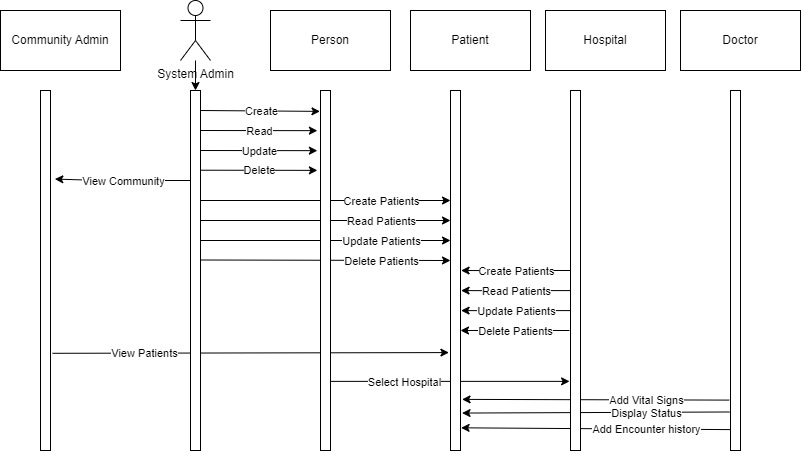 Community Admin
System Admin
Person
Patient
Hospital
Doctor
Create
Read
Update
Delete
View Community
Create Patients
Read Patients
Update Patients
Delete Patients
Create Patients
Read Patients
Update Patients
Delete Patients
View Patients
Select Hospital
Add Vital Signs
Display Status
Add Encounter history